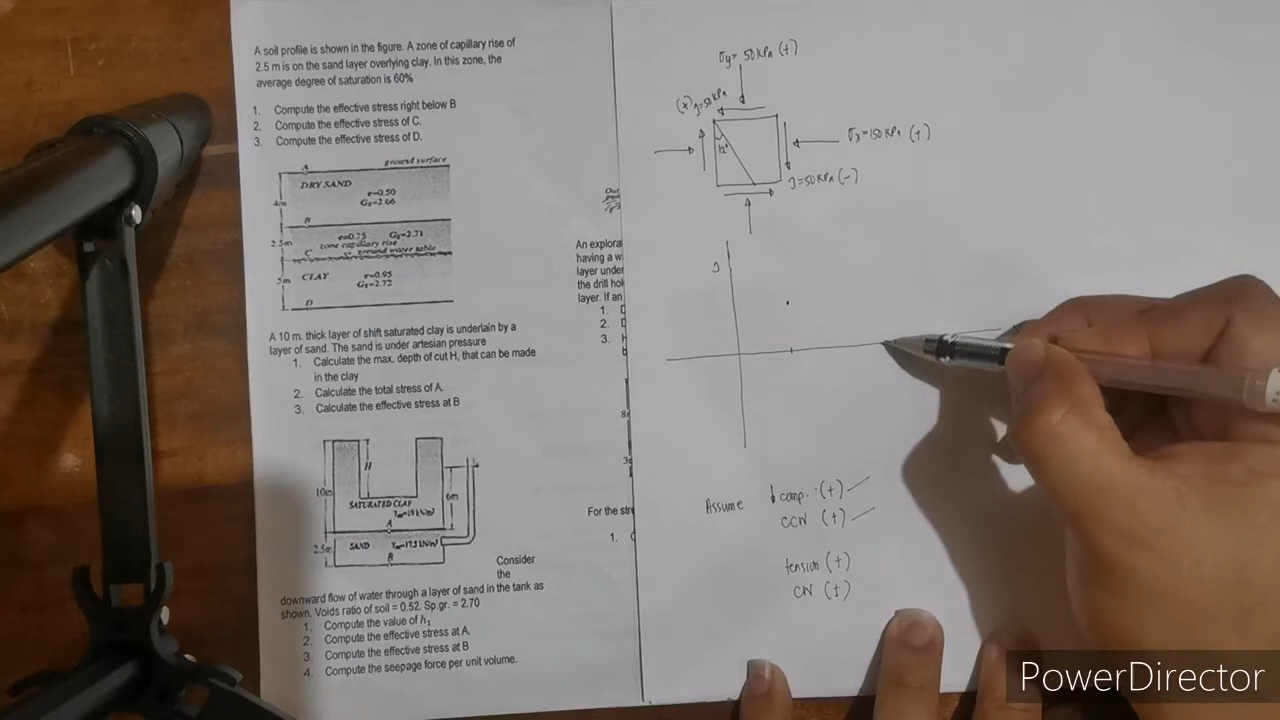 A soil profile is shown in the figure. A zone of capillary rise of
2.5 m is on the sand layer overlying clay. In this zone, the
average degree of saturation is 60%
1. Compute the effective stress right below B
2. Compute the effective stress of C.
3. Compute the effective stress of D.
A
ground surface
DRY SAND
e=0.50
Gs=2.66
4m
B
e=0.75 Gs=2.71
2.5m
zone capillary rise
C
ground water table
CLAY
e=0.95
Gs=2.72
5m
D
A 10 m. thick layer of shift saturated clay is underlain by a
layer of sand. The sand is under artesian pressure
1. Calculate the max. depth of cut H, that can be made
in the clay
2. Calculate the total stress of A.
3. Calculate the effective stress at B
H
10m
6m
SATURATED CLAY
A
2.5m
SAND
B
Consider
the
downward flow of water through a layer of sand in the tank as
shown. Voids ratio of soil = 0.52. Sp.gr. = 2.70
1. Compute the value of h₁
2. Compute the effective stress at A.
3. Compute the effective stress at B
4. Compute the seepage force per unit volume.
An explora
having a w
layer under
the drill hol
layer. If an
1.
2.
3.
For the str
1.
σy = 50 kPa (+)
σx = 150 kPa (+)
= 50 kPa (-)
Assume
comp. (+)
CCW (+)
tension (+)
CW (+)
PowerDirector